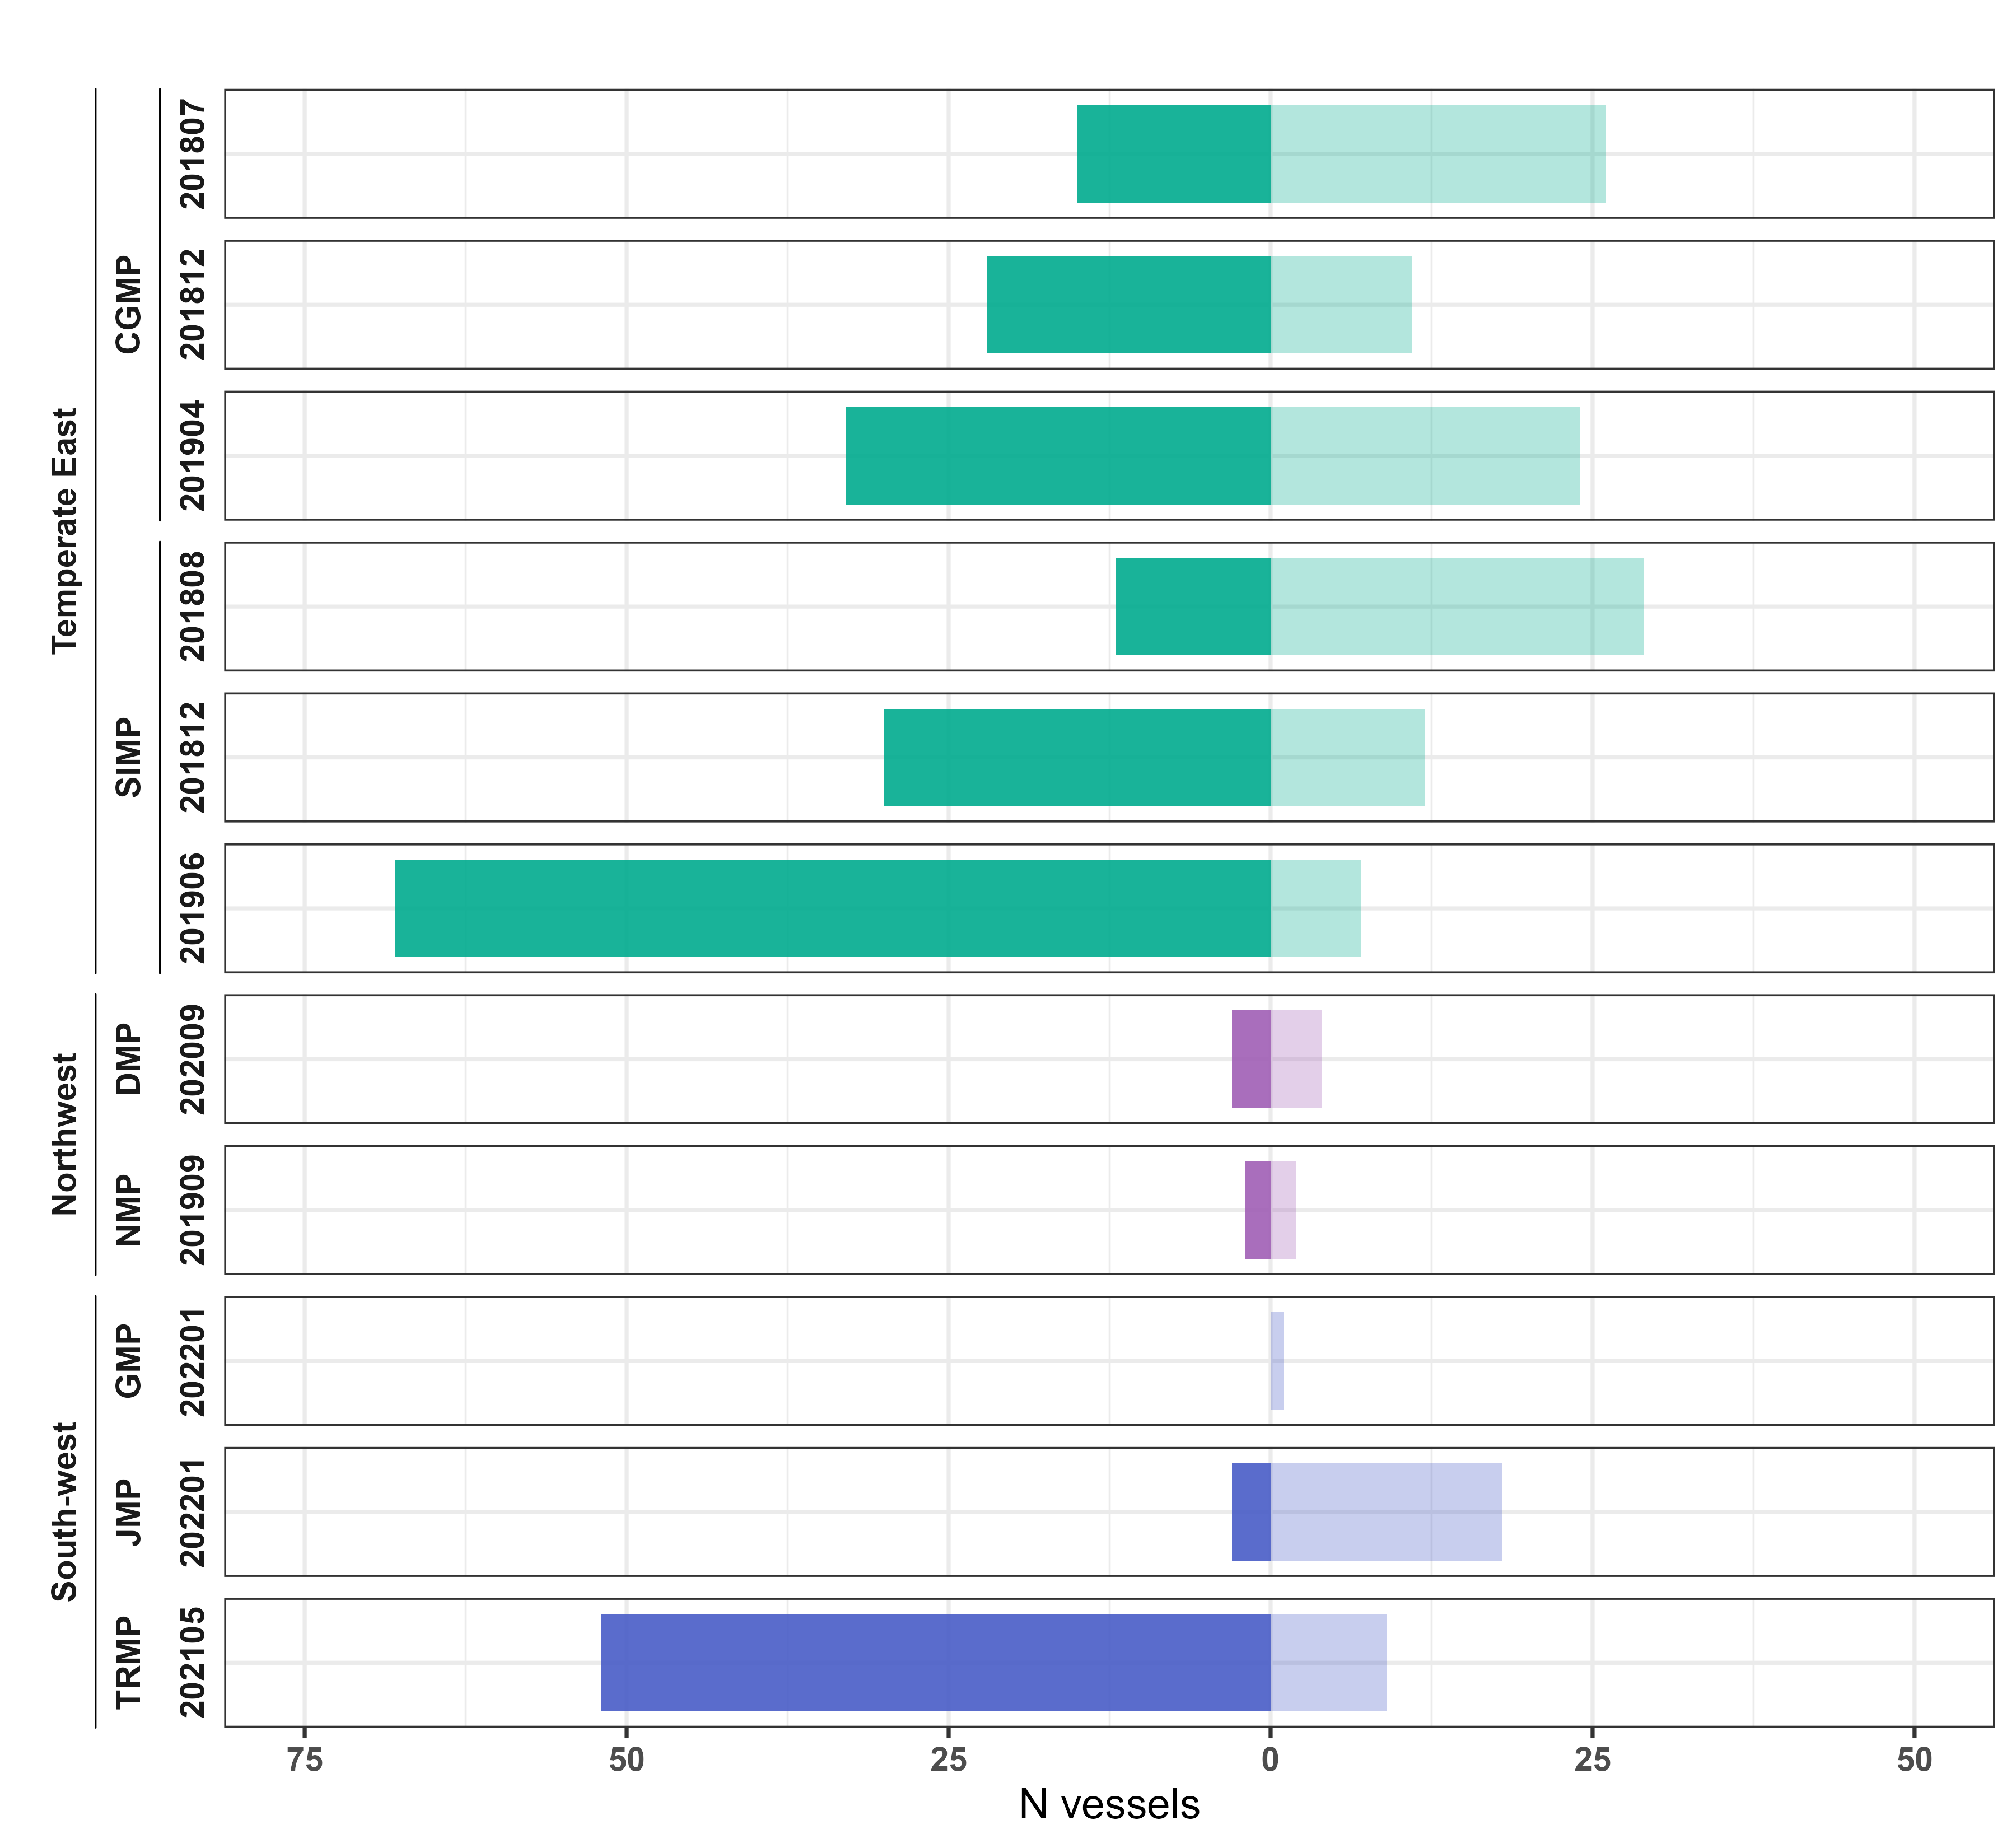 Temperate East
CGMP
201807
201812
201904
SIMP
201808
201812
201906
Northwest
DMP
202009
NMP
201909
South-west
GMP
202201
JMP
202201
TRMP
202105
75 50 25 0 25 50
N vessels